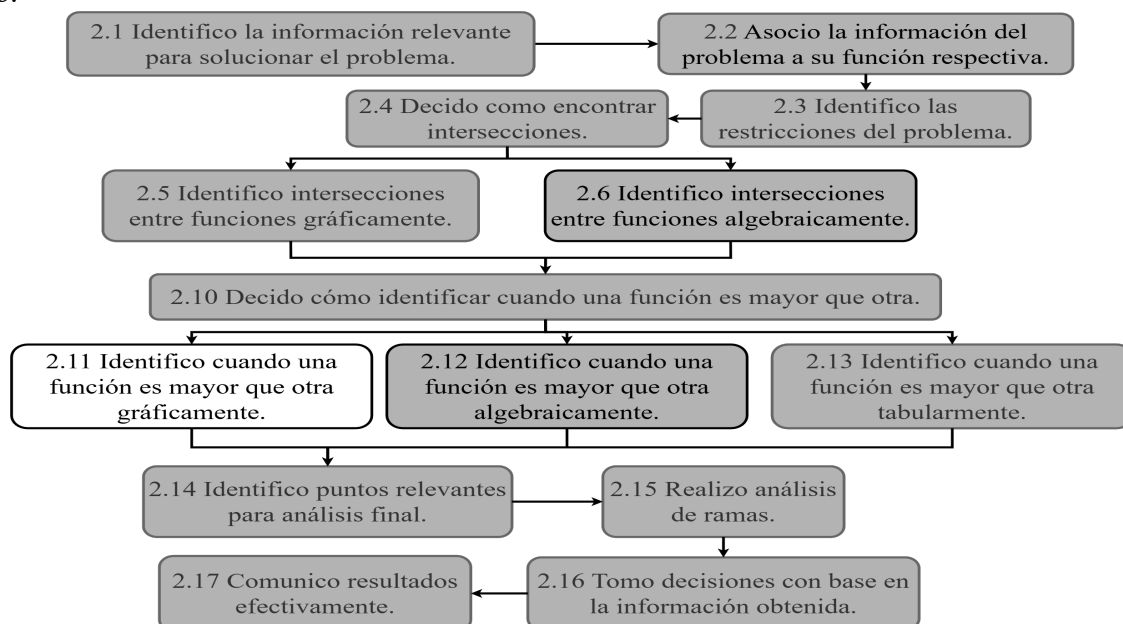 2.1 Identifico la información relevante
para solucionar el problema.
2.2 Asocio la información del
problema a su función respectiva.
2.4 Decido como encontrar
intersecciones.
2.3 Identifico las
restricciones del problema.
2.5 Identifico intersecciones
entre funciones gráficamente.
2.6 Identifico intersecciones
entre funciones algebraicamente.
2.10 Decido cómo identificar cuando una función es mayor que otra.
2.11 Identifico cuando una
función es mayor que otra
gráficamente.
2.12 Identifico cuando una
función es mayor que otra
algebraicamente.
2.13 Identifico cuando una
función es mayor que otra
tabularmente.
2.14 Identifico puntos relevantes
para análisis final.
2.15 Realizo análisis
de ramas.
2.17 Comunico resultados
efectivamente.
2.16 Tomo decisiones con base en
la información obtenida.